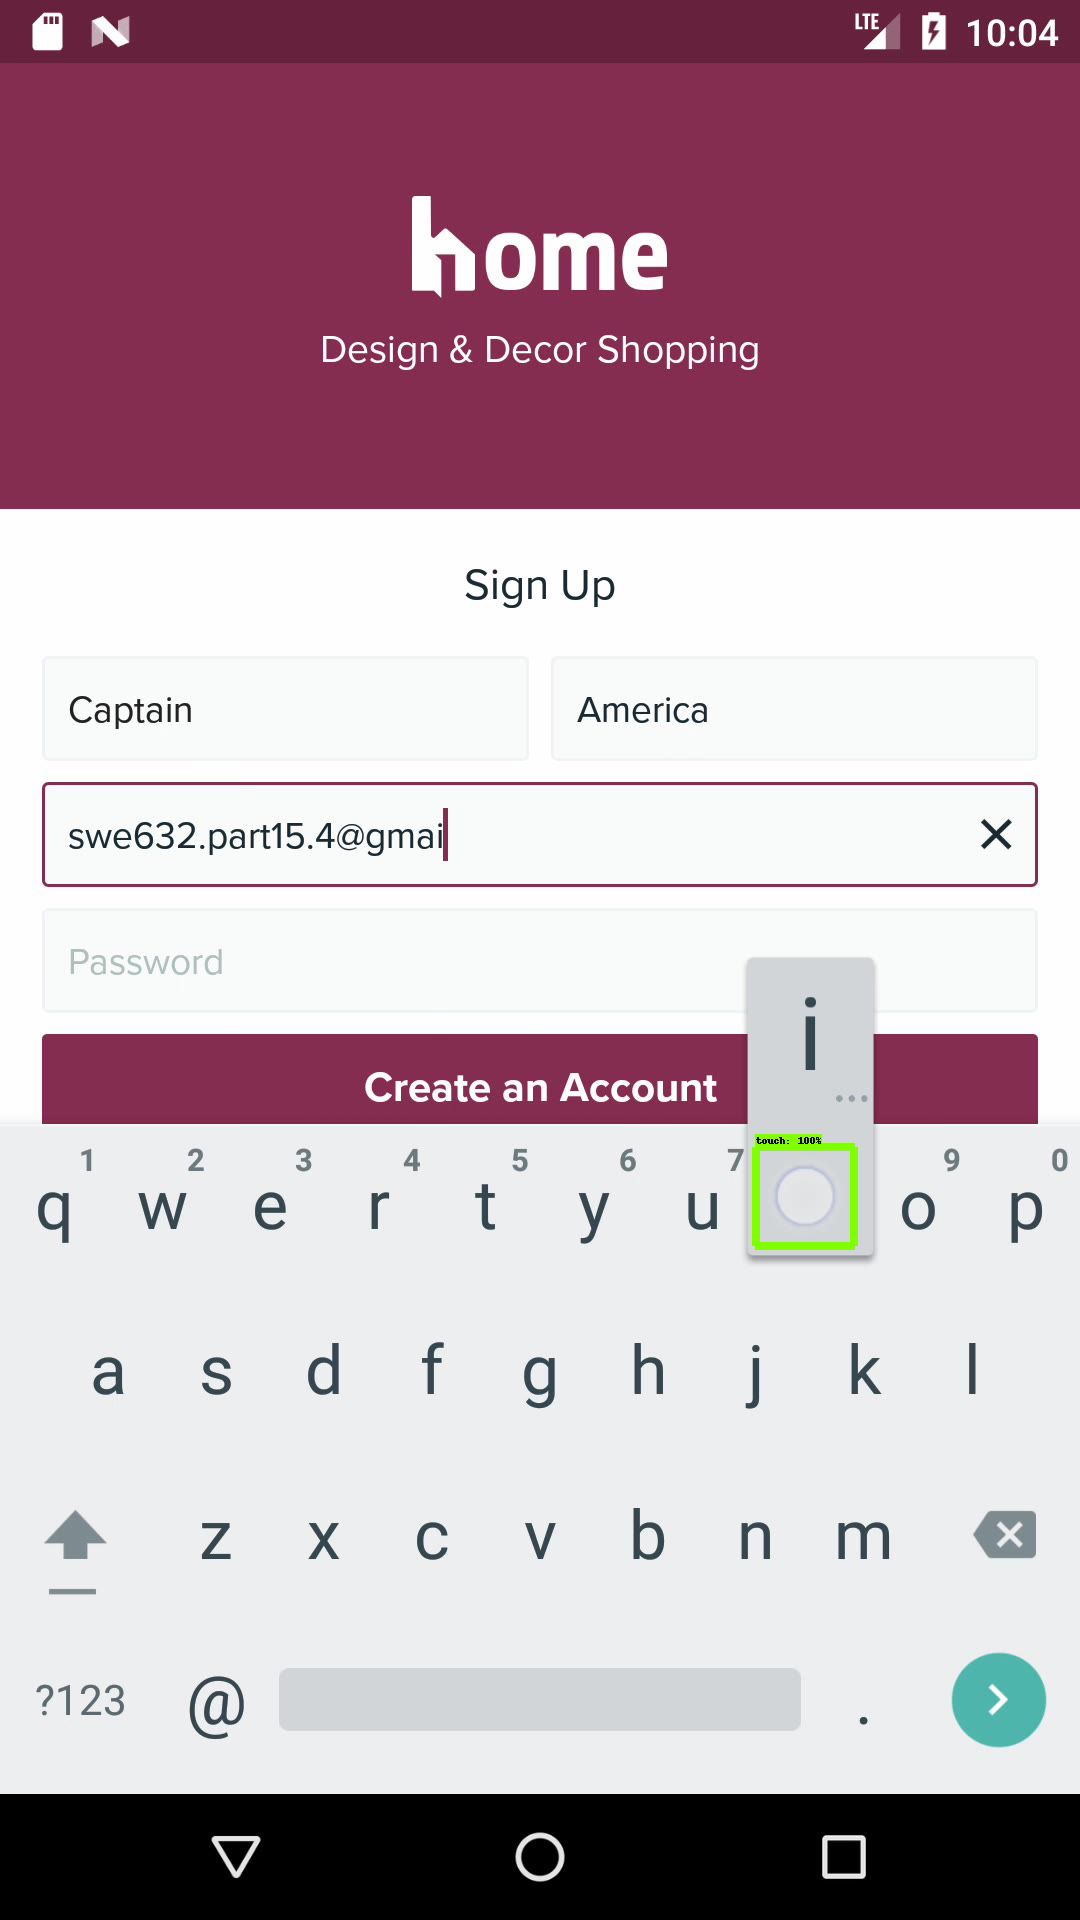 LTE 10:04
home
Design & Decor Shopping
Sign Up
Captain America
swe632.part15.4@gmai
Password
i
...
Create an Account
touch: 100%
1 2 3 4 5 6 7 9 0
q w e r t y u o p
a s d f g h j k l
z x c v b n m
?123 @ .